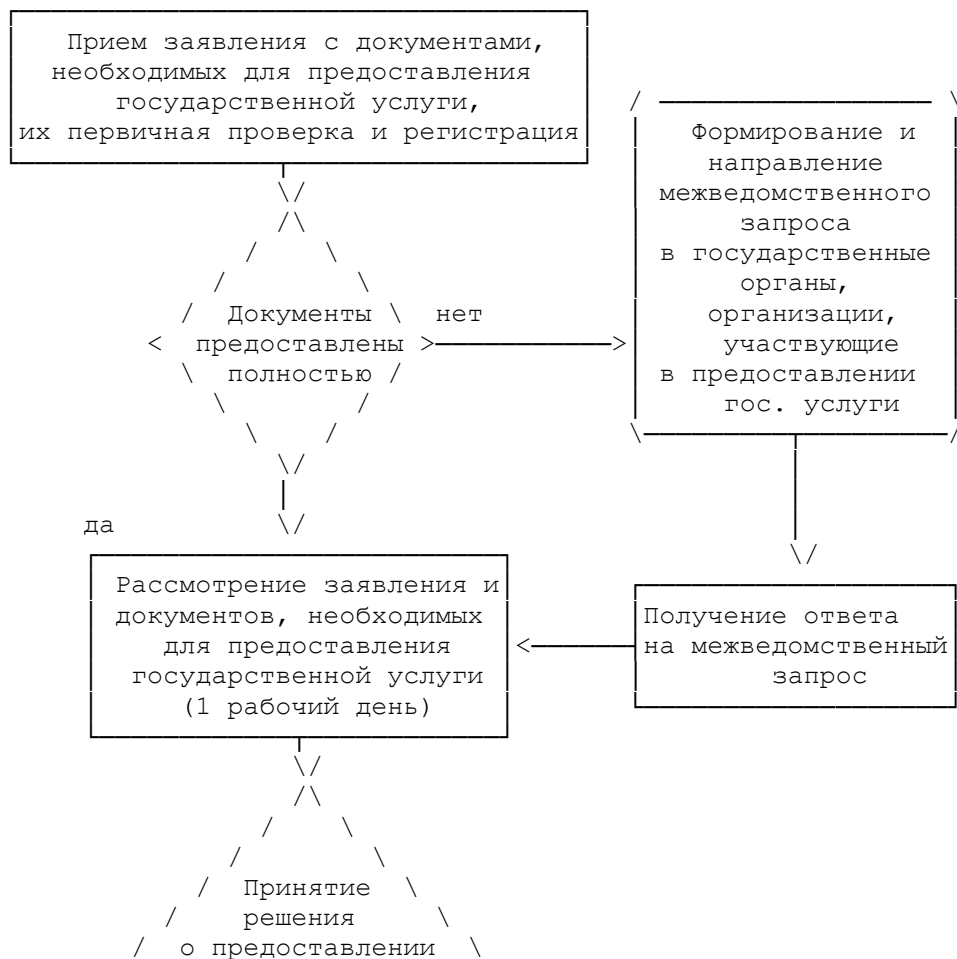 Прием заявления с документами,
необходимых для предоставления
государственной услуги,
их первичная проверка и регистрация
Формирование и
направление
межведомственного
запроса
в государственные
органы,
организации,
участвующие
в предоставлении
гос. услуги
Документы
предоставлены
полностью
нет
да
Рассмотрение заявления и
документов, необходимых
для предоставления
государственной услуги
(1 рабочий день)
Получение ответа
на межведомственный
запрос
Принятие
решения
о предоставлении